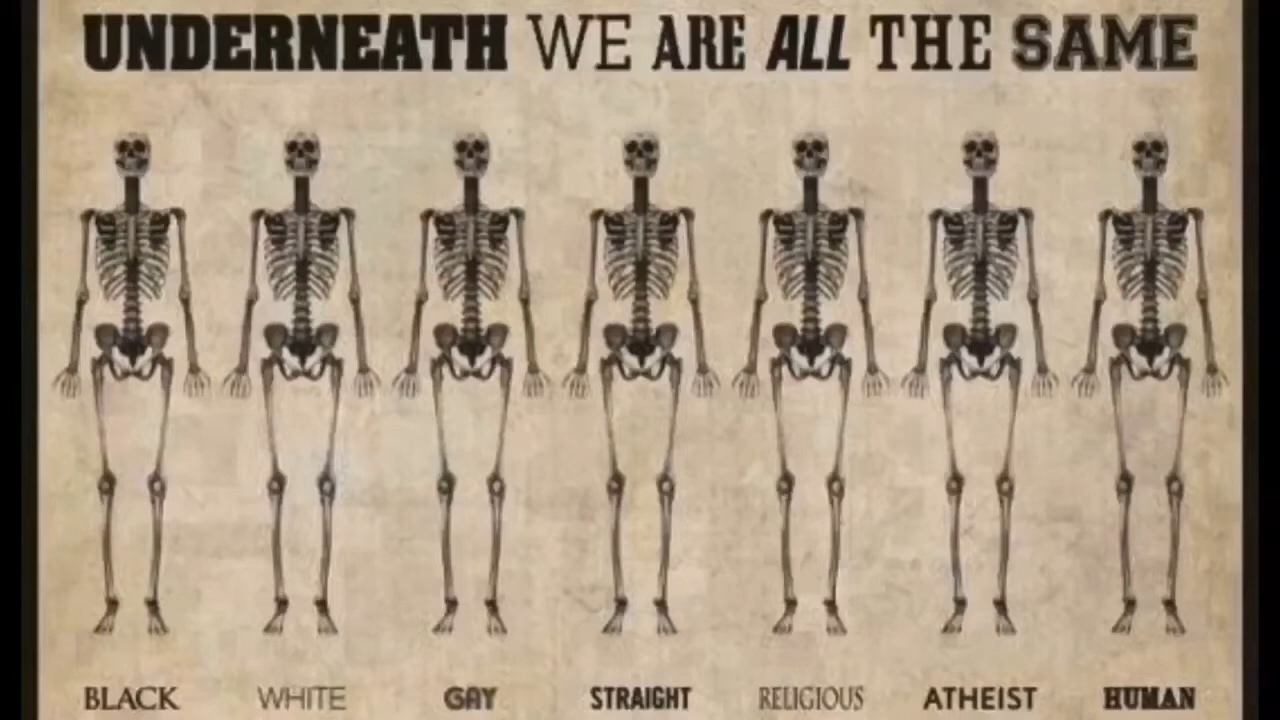 UNDERNEATH WE ARE ALL THE SAME
BLACK WHITE GAY STRAIGHT RELIGIOUS ATHEIST HUMAN